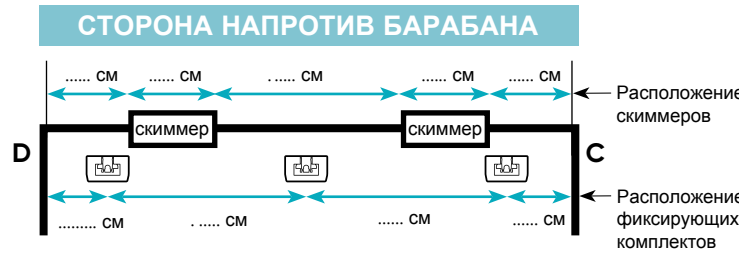 СТОРОНА НАПРОТИВ БАРАБАНА
...... см ...... см . ..... см ...... см ...... см
Расположение
скиммеров
скиммер скиммер
D C
Расположение
фиксирующих
комплектов
......... см . ..... см ...... см ...... см